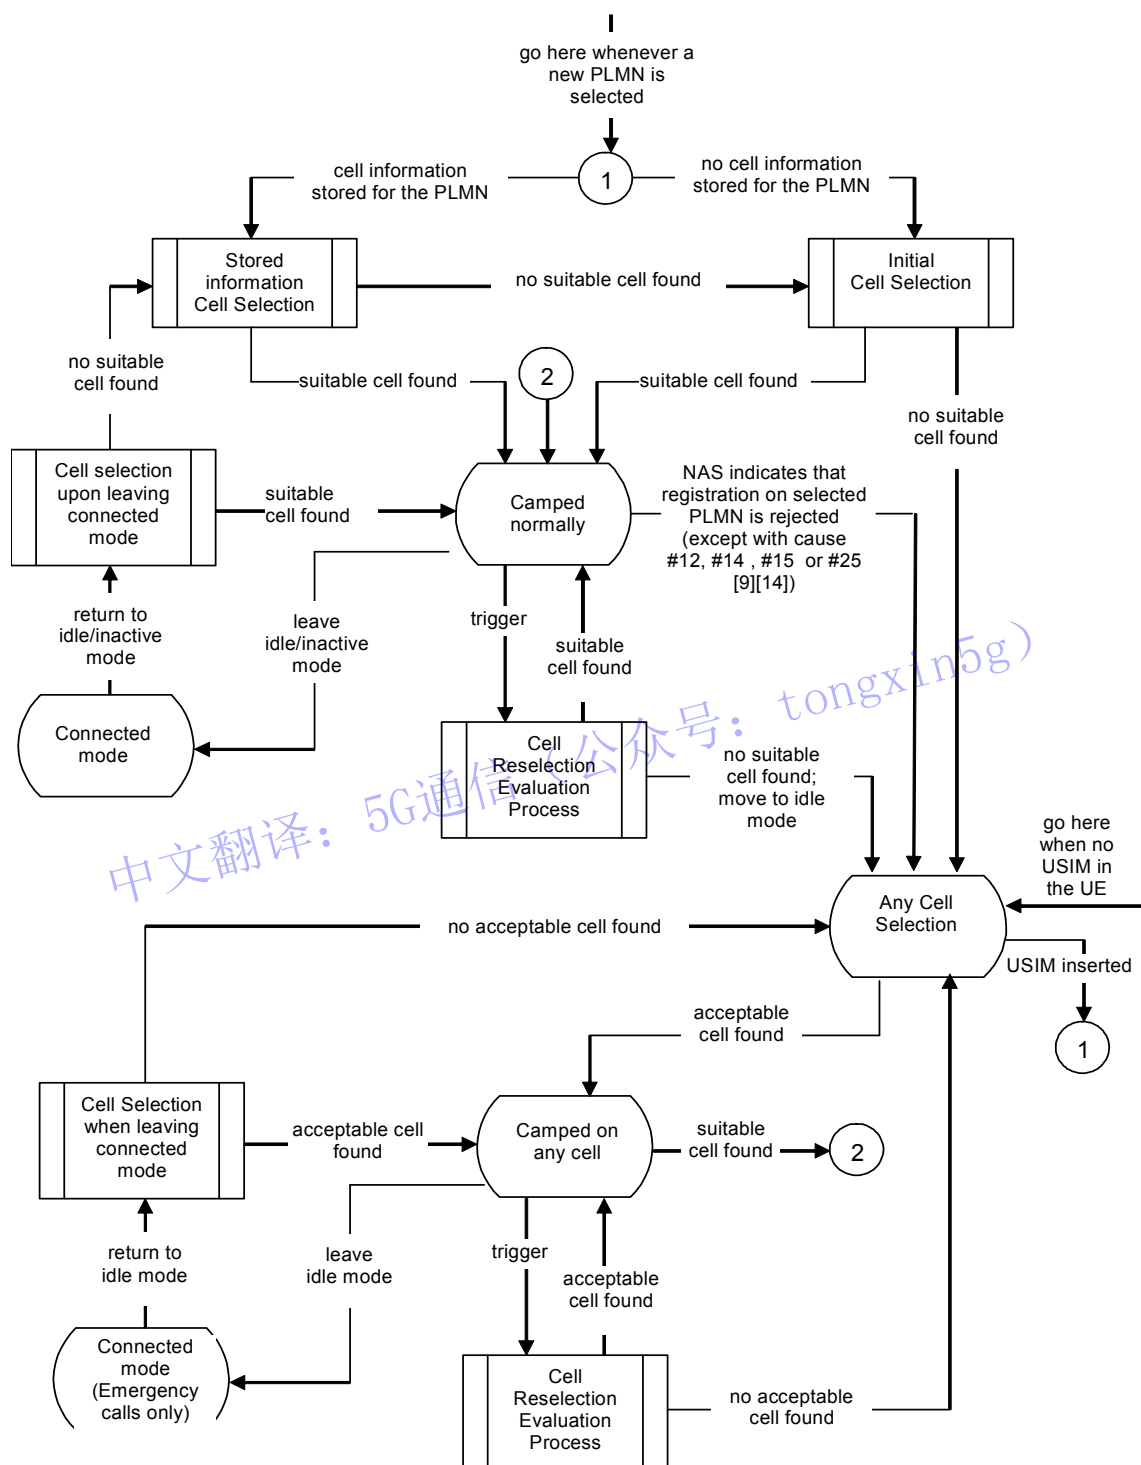 go here whenever a
new PLMN is
selected
1
cell information
stored for the PLMN
no cell information
stored for the PLMN
Stored
information
Cell Selection
no suitable cell found
Initial
Cell Selection
no suitable
cell found
suitable cell found
2
suitable cell found
no suitable
cell found
Cell selection
upon leaving
connected
mode
suitable
cell found
Camped
normally
NAS indicates that
registration on selected
PLMN is rejected
(except with cause
#12, #14 , #15 or #25
[9][14])
return to
idle/inactive
mode
leave
idle/inactive
mode
trigger
suitable
cell found
Connected
mode
Cell
Reselection
Evaluation
Process
no suitable
cell found;
move to idle
mode
中文翻译：5G通信（公众号：tongxin5g）
go here
when no
USIM in
the UE
Any Cell
Selection
no acceptable cell found
USIM inserted
1
acceptable
cell found
Cell Selection
when leaving
connected
mode
acceptable cell
found
Camped on
any cell
suitable
cell found
2
return to
idle mode
leave
idle mode
trigger
acceptable
cell found
Connected
mode
(Emergency
calls only)
Cell
Reselection
Evaluation
Process
no acceptable
cell found